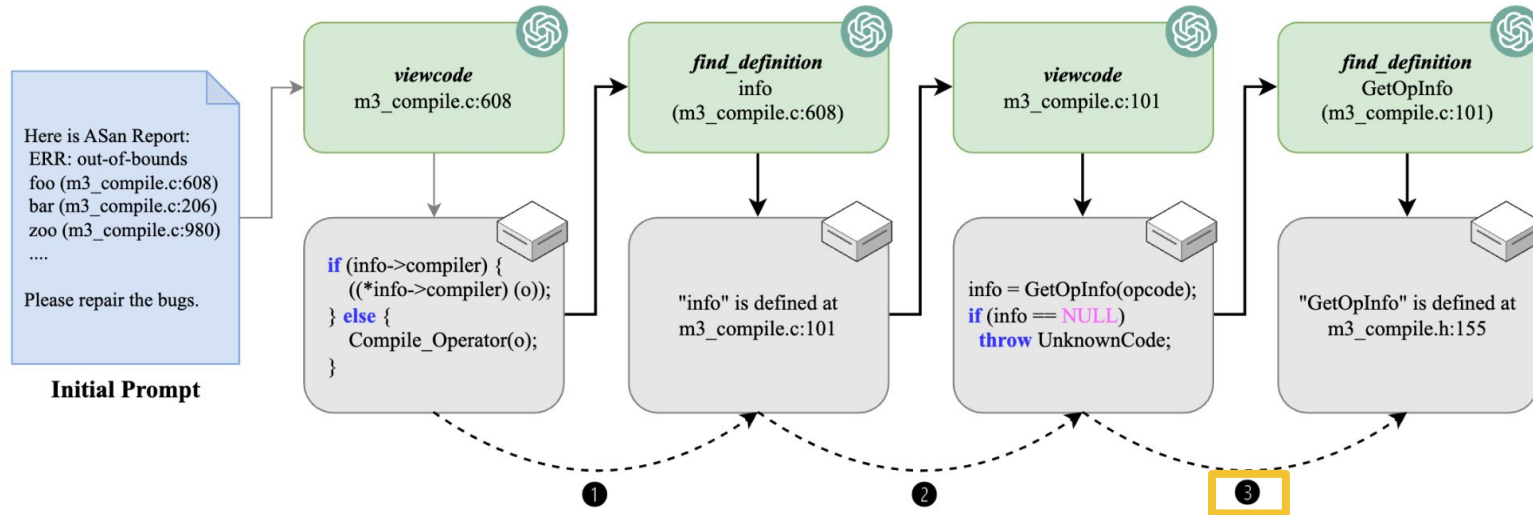 Here is ASan Report:
ERR: out-of-bounds
foo (m3_compile.c:608)
bar (m3_compile.c:206)
zoo (m3_compile.c:980)
....
Please repair the bugs.
Initial Prompt
viewcode
m3_compile.c:608
if (info->compiler) {
((*info->compiler) (o));
} else {
Compile_Operator(o);
}
find_definition
info
(m3_compile.c:608)
"info" is defined at
m3_compile.c:101
viewcode
m3_compile.c:101
info = GetOpInfo(opcode);
if (info == NULL)
throw UnknownCode;
find_definition
GetOpInfo
(m3_compile.c:101)
"GetOpInfo" is defined at
m3_compile.h:155
❶
❷
❸